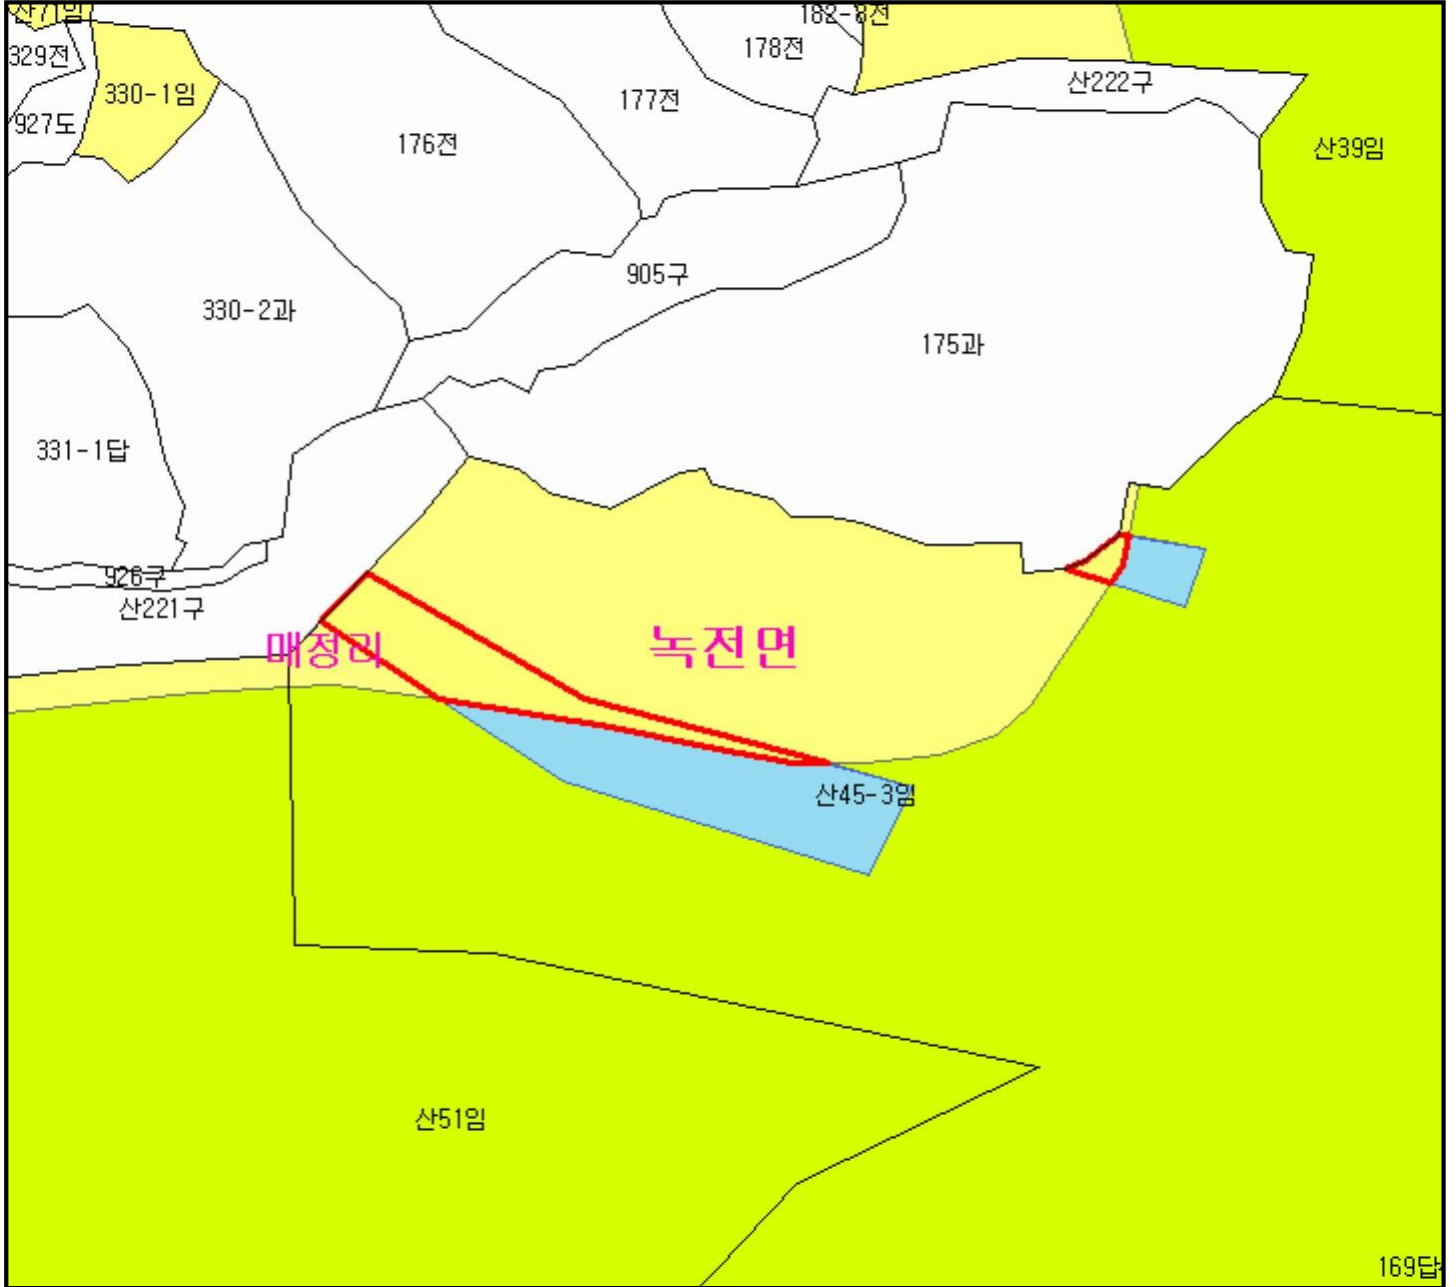 산71임
182-8전
329전
178전
산222구
330-1임
177전
927도
176전
산39임
905구
330-2과
175과
331-1답
926구
산221구
매정리
녹전면
산45-3임
산51임
169답